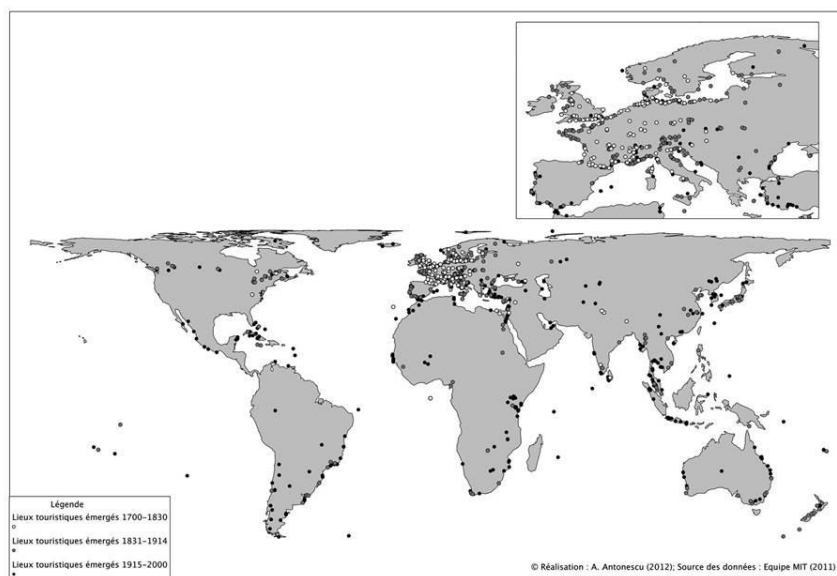 Légende
Lieux touristiques émergés 1700-1830
Lieux touristiques émergés 1831-1914
Lieux touristiques émergés 1915-2000
© Réalisation : A. Antonescu (2012); Source des données : Equipe MIT (2011)